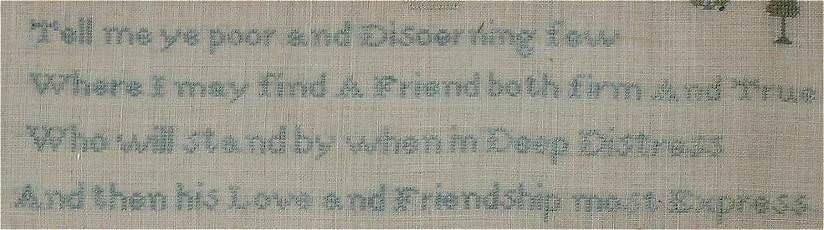 Tell me ye poor and Discerning few
Where I may find A Friend both firm And True
Who will stand by when in Deep Distress
And then his Love and Friendship most Express